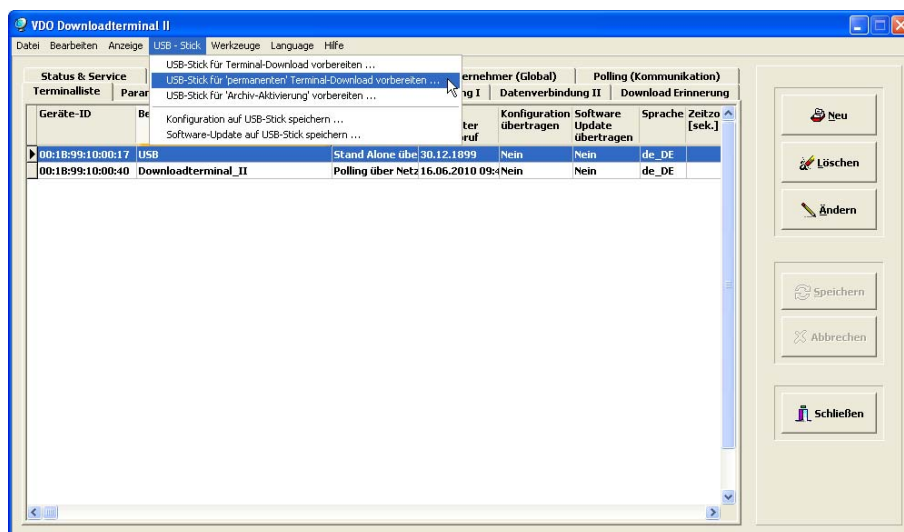 VDO Downloadterminal II
Datei Bearbeiten Anzeige USB - Stick Werkzeuge Language Hilfe
USB-Stick für Terminal-Download vorbereiten ...
USB-Stick für 'permanenten' Terminal-Download vorbereiten ...
USB-Stick für 'Archiv-Aktivierung' vorbereiten ...
Konfiguration auf USB-Stick speichern ...
Software-Update auf USB-Stick speichern ...
Status & Service (Global) Polling (Kommunikation)
Terminalliste Datenverbindung II Download Erinnerung
Geräte-ID Konfiguration übertragen Software Update übertragen Sprache Zeitzo [sek.]
00:1B:99:10:00:17 USB Stand Alone übe 30.12.1899 Nein Nein de_DE
00:1B:99:10:00:40 Downloadterminal_II Polling über Netz 16.06.2010 09:4 Nein Nein de_DE
Neu
Löschen
Ändern
Speichern
Abbrechen
Schließen